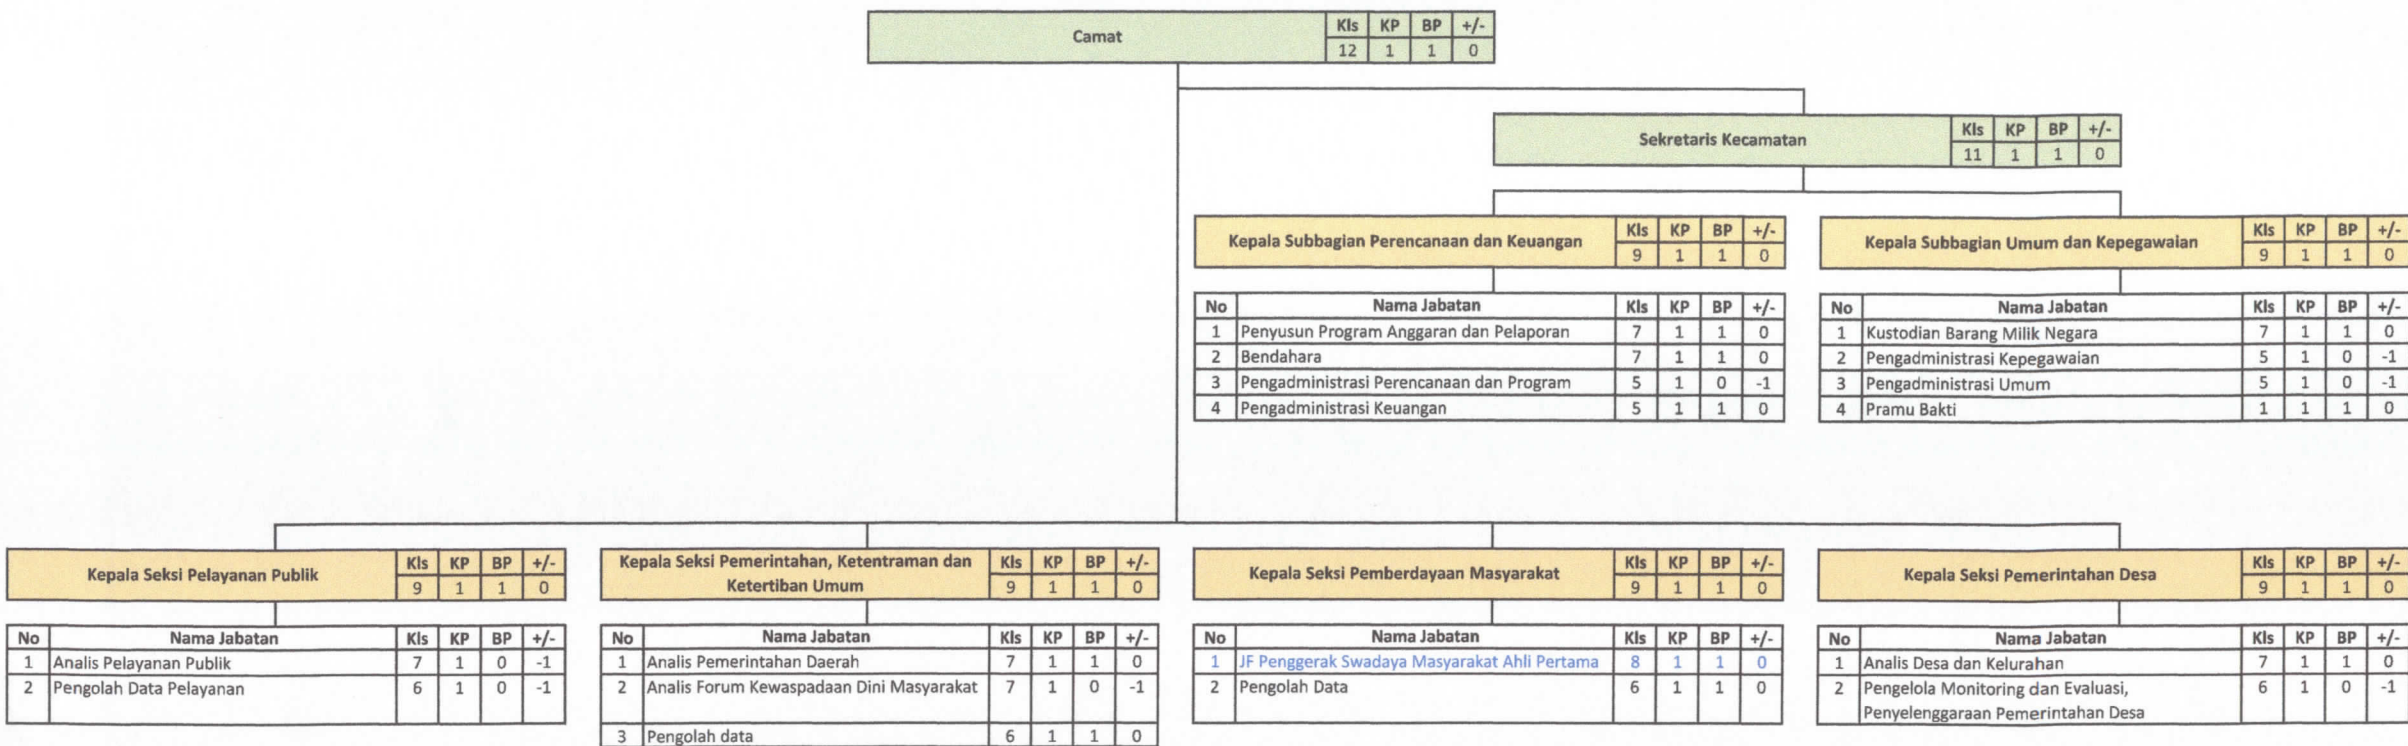 Camat Kls KP BP +/-
12 1 1 0
Sekretaris Kecamatan Kls KP BP +/-
11 1 1 0
Kepala Subbagian Perencanaan dan Keuangan Kls KP BP +/-
9 1 1 0
No Nama Jabatan Kls KP BP +/-
1 Penyusun Program Anggaran dan Pelaporan 7 1 1 0
2 Bendahara 7 1 1 0
3 Pengadministrasi Perencanaan dan Program 5 1 0 -1
4 Pengadministrasi Keuangan 5 1 1 0
Kepala Subbagian Umum dan Kepegawaian Kls KP BP +/-
9 1 1 0
No Nama Jabatan Kls KP BP +/-
1 Kustodian Barang Milik Negara 7 1 1 0
2 Pengadministrasi Kepegawaian 5 1 0 -1
3 Pengadministrasi Umum 5 1 0 -1
4 Pramu Bakti 1 1 1 0
Kepala Seksi Pelayanan Publik Kls KP BP +/-
9 1 1 0
No Nama Jabatan Kls KP BP +/-
1 Analis Pelayanan Publik 7 1 0 -1
2 Pengolah Data Pelayanan 6 1 0 -1
Kepala Seksi Pemerintahan, Ketentraman dan Kls KP BP +/-
Ketertiban Umum 9 1 1 0
No Nama Jabatan Kls KP BP +/-
1 Analis Pemerintahan Daerah 7 1 1 0
2 Analis Forum Kewaspadaan Dini Masyarakat 7 1 0 -1
3 Pengolah data 6 1 1 0
Kepala Seksi Pemberdayaan Masyarakat Kls KP BP +/-
9 1 1 0
No Nama Jabatan Kls KP BP +/-
1 JF Penggerak Swadaya Masyarakat Ahli Pertama 8 1 1 0
2 Pengolah Data 6 1 1 0
Kepala Seksi Pemerintahan Desa Kls KP BP +/-
9 1 1 0
No Nama Jabatan Kls KP BP +/-
1 Analis Desa dan Kelurahan 7 1 1 0
2 Pengelola Monitoring dan Evaluasi, 6 1 0 -1
Penyelenggaraan Pemerintahan Desa